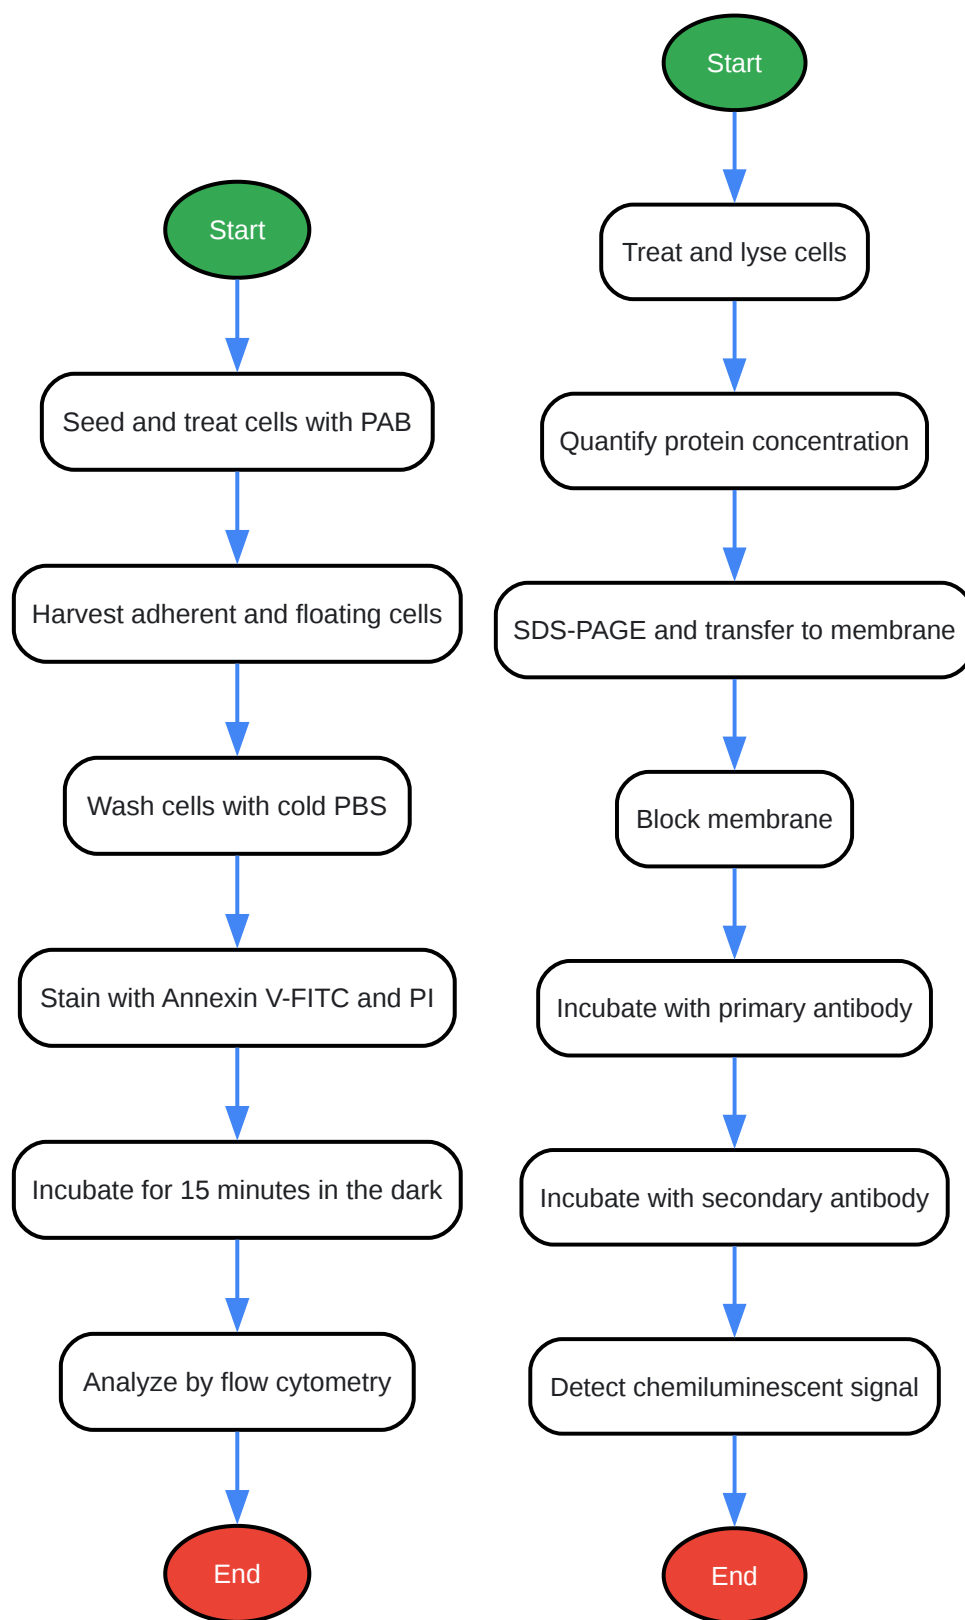 Start
Seed and treat cells with PAB
Harvest adherent and floating cells
Wash cells with cold PBS
Stain with Annexin V-FITC and PI
Incubate for 15 minutes in the dark
Analyze by flow cytometry
End
Start
Treat and lyse cells
Quantify protein concentration
SDS-PAGE and transfer to membrane
Block membrane
Incubate with primary antibody
Incubate with secondary antibody
Detect chemiluminescent signal
End